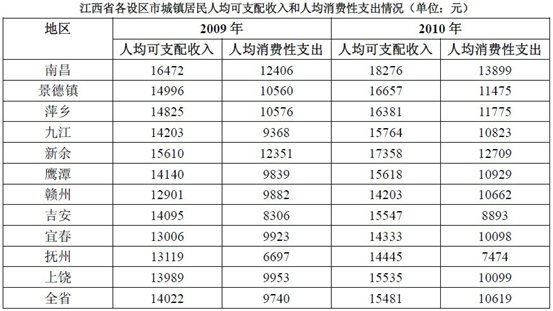 江西省各设区市城镇居民人均可支配收入和人均消费性支出情况（单位：元）
地区 2009 年 2010 年
人均可支配收入 人均消费性支出 人均可支配收入 人均消费性支出
南昌 16472 12406 18276 13899
景德镇 14996 10560 16657 11475
萍乡 14825 10576 16381 11775
九江 14203 9368 15764 10823
新余 15610 12351 17358 12709
鹰潭 14140 9839 15618 10929
赣州 12901 9882 14203 10662
吉安 14095 8306 15547 8893
宜春 13006 9923 14333 10098
抚州 13119 6697 14445 7474
上饶 13989 9953 15535 10099
全省 14022 9740 15481 10619